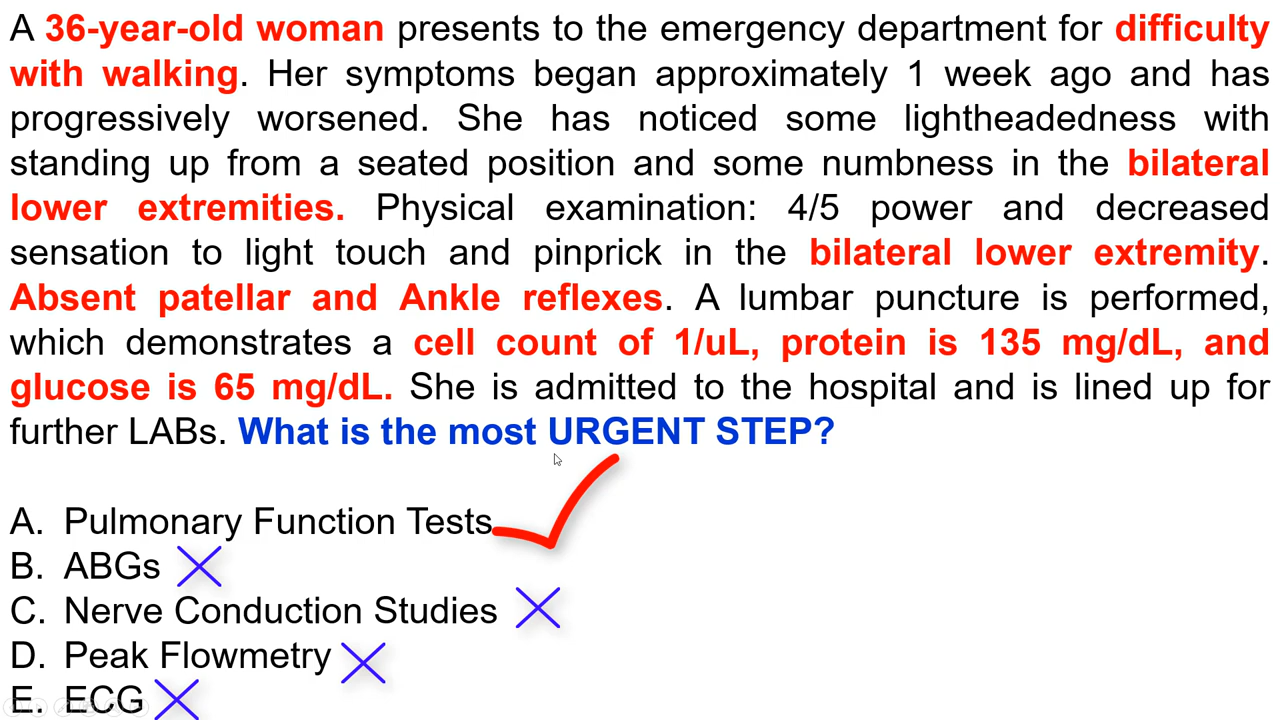 A 36-year-old woman presents to the emergency department for difficulty
with walking. Her symptoms began approximately 1 week ago and has
progressively worsened. She has noticed some lightheadedness with
standing up from a seated position and some numbness in the bilateral
lower extremities. Physical examination: 4/5 power and decreased
sensation to light touch and pinprick in the bilateral lower extremity.
Absent patellar and Ankle reflexes. A lumbar puncture is performed,
which demonstrates a cell count of 1/uL, protein is 135 mg/dL, and
glucose is 65 mg/dL. She is admitted to the hospital and is lined up for
further LABs. What is the most URGENT STEP?
A. Pulmonary Function Tests
B. ABGs
C. Nerve Conduction Studies
D. Peak Flowmetry
E. ECG